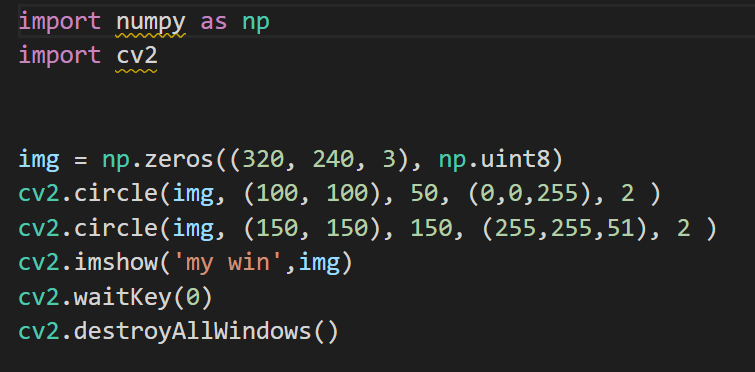 import numpy as np
import cv2
img = np.zeros((320, 240, 3), np.uint8)
cv2.circle(img, (100, 100), 50, (0,0,255), 2 )
cv2.circle(img, (150, 150), 150, (255,255,51), 2 )
cv2.imshow('my win',img)
cv2.waitKey(0)
cv2.destroyAllWindows()